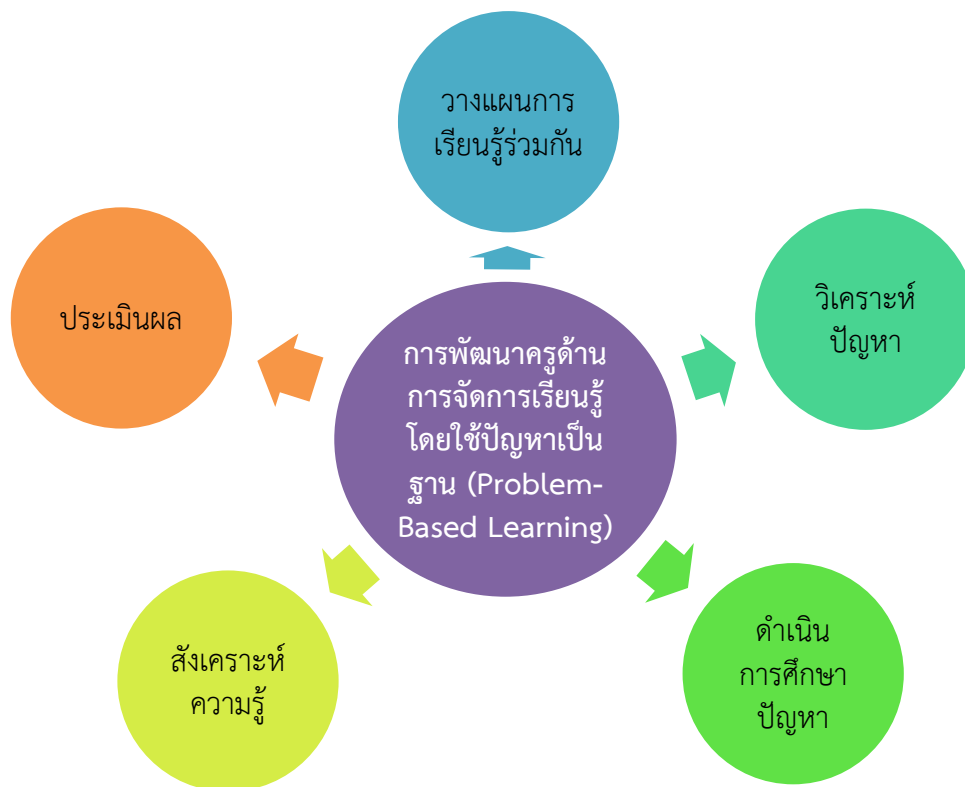 วางแผนการ
เรียนรู้ร่วมกัน
วิเคราะห์
ปัญหา
ดำเนิน
การศึกษา
ปัญหา
สังเคราะห์
ความรู้
ประเมินผล
การพัฒนาครูด้าน
การจัดการเรียนรู้
โดยใช้ปัญหาเป็น
ฐาน (Problem-
Based Learning)